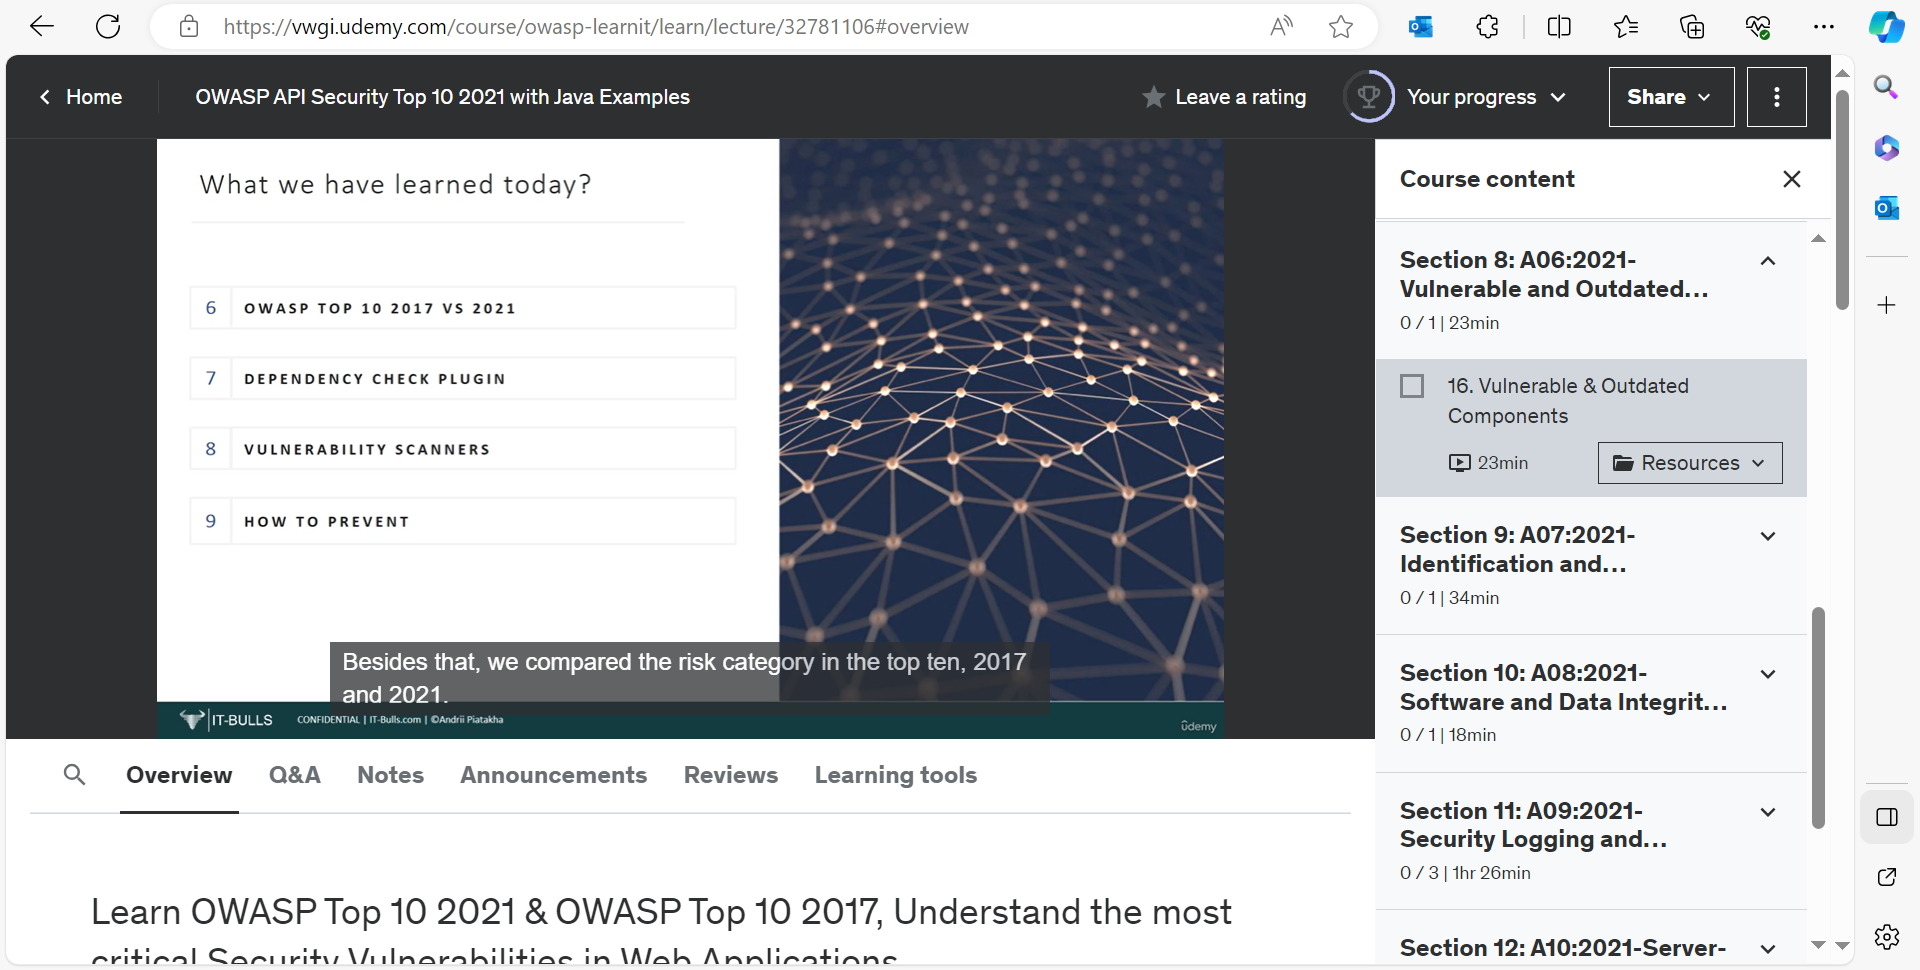 https://vwgi.udemy.com/course/owasp-learnit/learn/lecture/32781106#overview
Home
OWASP API Security Top 10 2021 with Java Examples
Leave a rating
Your progress
Share
What we have learned today?
6 OWASP TOP 10 2017 VS 2021
7 DEPENDENCY CHECK PLUGIN
8 VULNERABILITY SCANNERS
9 HOW TO PREVENT
Besides that, we compared the risk category in the top ten, 2017
and 2021.
IT-BULLS CONFIDENTIAL | IT-Bulls.com | ©Andrii Piatakha
ûdemy
Course content
Section 8: A06:2021-
Vulnerable and Outdated...
0 / 1 | 23min
16. Vulnerable & Outdated
Components
23min
Resources
Section 9: A07:2021-
Identification and...
0 / 1 | 34min
Section 10: A08:2021-
Software and Data Integrit...
0 / 1 | 18min
Section 11: A09:2021-
Security Logging and...
0 / 3 | 1hr 26min
Section 12: A10:2021-Server-
Overview Q&A Notes Announcements Reviews Learning tools
Learn OWASP Top 10 2021 & OWASP Top 10 2017, Understand the most
critical Security Vulnerabilities in Web Applications